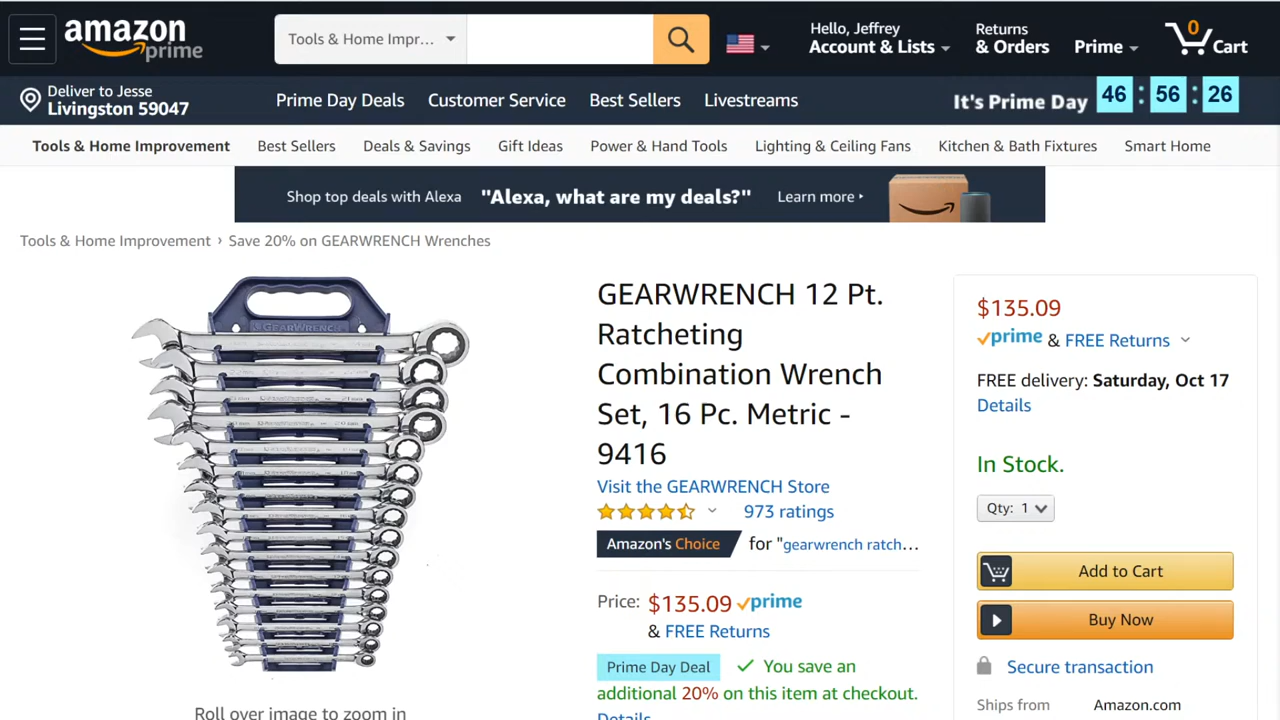 amazon
prime
Tools & Home Impr...
Hello, Jeffrey
Account & Lists
Returns
& Orders
Prime
0
Cart
Deliver to Jesse
Livingston 59047
Prime Day Deals
Customer Service
Best Sellers
Livestreams
It's Prime Day
46 : 56 : 26
Tools & Home Improvement
Best Sellers
Deals & Savings
Gift Ideas
Power & Hand Tools
Lighting & Ceiling Fans
Kitchen & Bath Fixtures
Smart Home
Shop top deals with Alexa
"Alexa, what are my deals?"
Learn more ▸
Tools & Home Improvement › Save 20% on GEARWRENCH Wrenches
GEARWRENCH
GEARWRENCH 12 Pt.
Ratcheting
Combination Wrench
Set, 16 Pc. Metric -
9416
Visit the GEARWRENCH Store
973 ratings
Amazon's Choice for "gearwrench ratch…
Price: $135.09 prime
& FREE Returns
Prime Day Deal
You save an
additional 20% on this item at checkout.
Details
Roll over image to zoom in
$135.09
prime & FREE Returns
FREE delivery: Saturday, Oct 17
Details
In Stock.
Qty: 1
Add to Cart
Buy Now
Secure transaction
Ships from Amazon.com